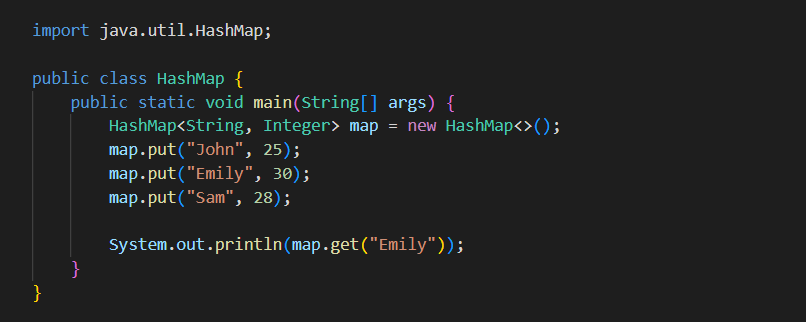 import java.util.HashMap;
public class HashMap {
    public static void main(String[] args) {
        HashMap<String, Integer> map = new HashMap<>();
        map.put("John", 25);
        map.put("Emily", 30);
        map.put("Sam", 28);
        System.out.println(map.get("Emily"));
    }
}